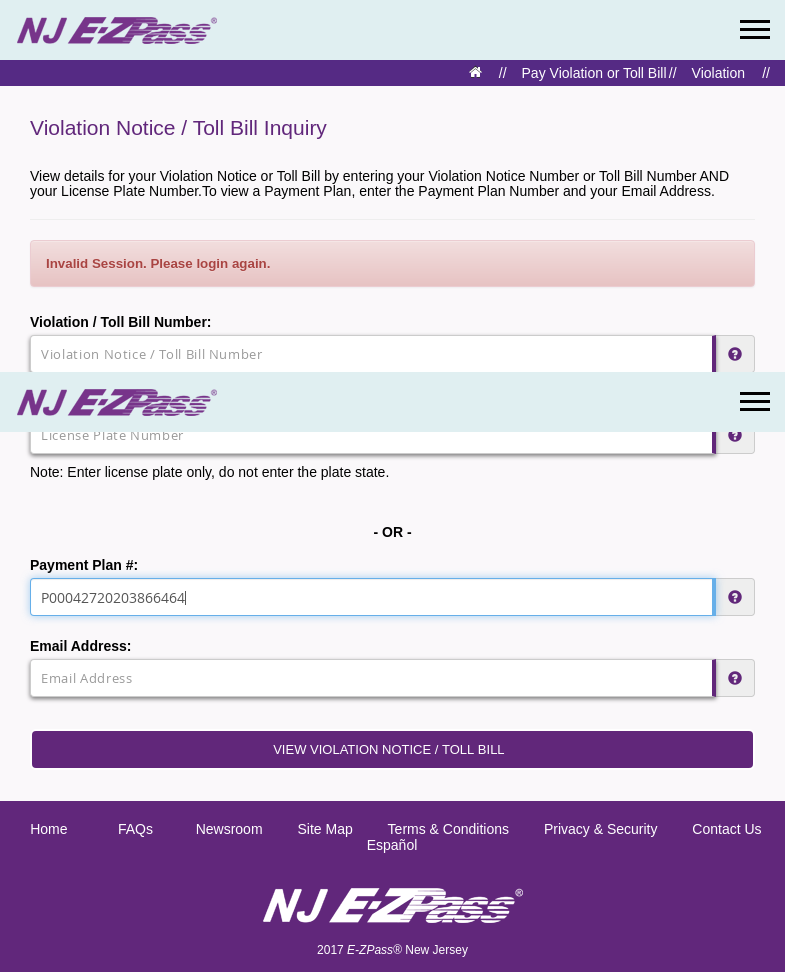 NJ E-ZPass®
// Pay Violation or Toll Bill // Violation //
Violation Notice / Toll Bill Inquiry
View details for your Violation Notice or Toll Bill by entering your Violation Notice Number or Toll Bill Number AND
your License Plate Number.To view a Payment Plan, enter the Payment Plan Number and your Email Address.
Invalid Session. Please login again.
Violation / Toll Bill Number:
Violation Notice / Toll Bill Number
NJ E-ZPass®
License Plate Number
Note: Enter license plate only, do not enter the plate state.
- OR -
Payment Plan #:
P00042720203866464
Email Address:
Email Address
VIEW VIOLATION NOTICE / TOLL BILL
Home FAQs Newsroom Site Map Terms & Conditions Privacy & Security Contact Us
Español
NJ E-ZPass®
2017 E-ZPass® New Jersey